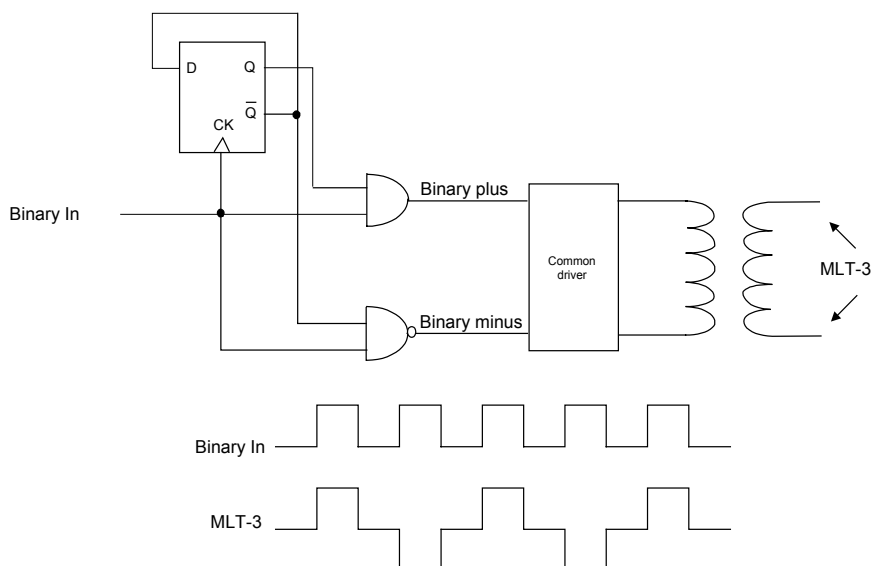 D
Q
Q̅
CK
Binary In
Binary plus
Common
driver
MLT-3
Binary minus
Binary In
MLT-3